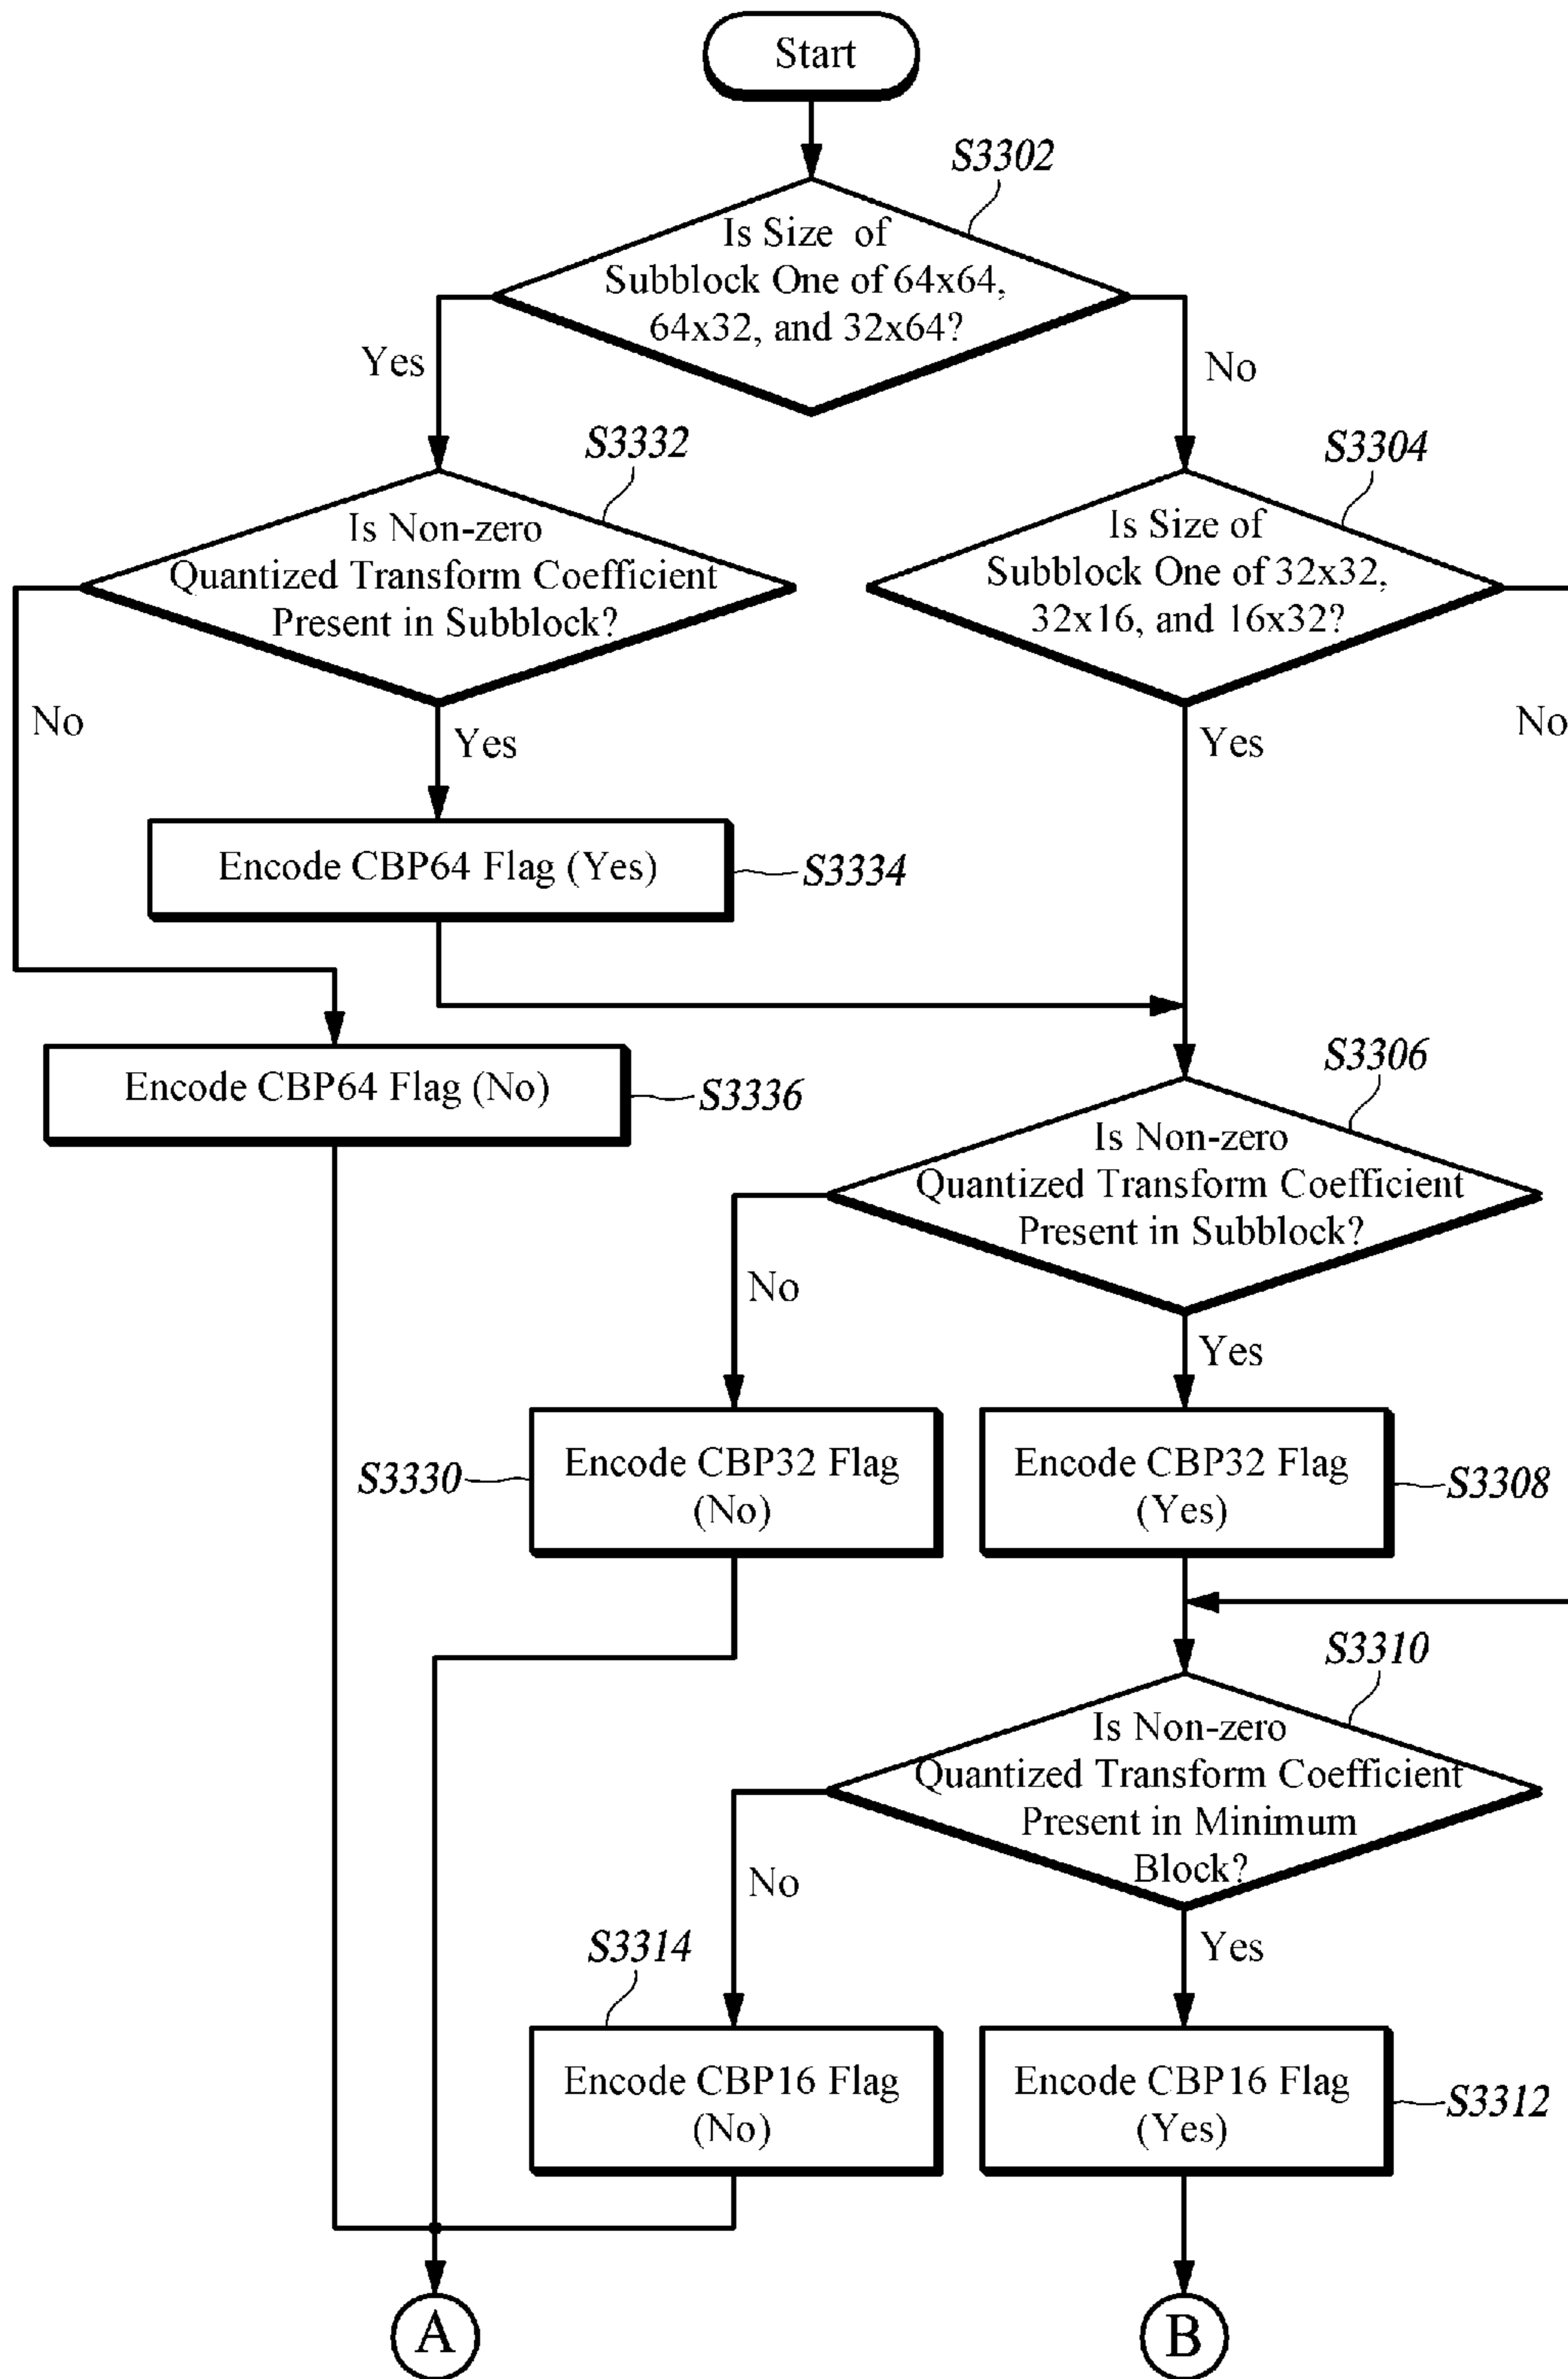 Start
S3302
Is Size of
Subblock One of 64x64,
64x32, and 32x64?
Yes
No
S3332
Is Non-zero
Quantized Transform Coefficient
Present in Subblock?
S3304
Is Size of
Subblock One of 32x32,
32x16, and 16x32?
No
Yes
Yes
No
Encode CBP64 Flag (Yes)
S3334
Encode CBP64 Flag (No)
S3336
S3306
Is Non-zero
Quantized Transform Coefficient
Present in Subblock?
No
Yes
S3330
Encode CBP32 Flag
(No)
Encode CBP32 Flag
(Yes)
S3308
S3310
Is Non-zero
Quantized Transform Coefficient
Present in Minimum
Block?
No
Yes
S3314
Encode CBP16 Flag
(No)
Encode CBP16 Flag
(Yes)
S3312
A
B